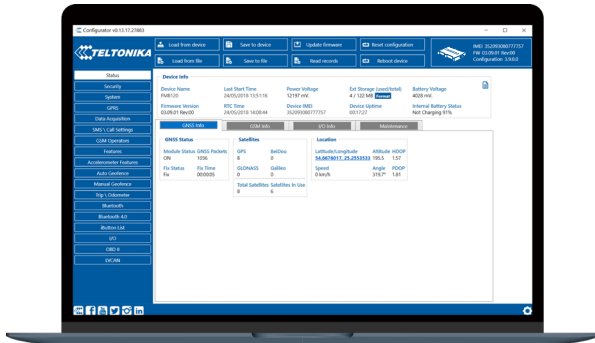 Configurator v0.13.17.27883
TELTONIKA
Load from device
Save to device
Update firmware
Reset configuration
Load from file
Save to file
Read records
Reboot device
IMEI 352093080777757
FW 03.09.01 Rev:00
Configuration 3.9.0.0
Status
Security
System
GPRS
Data Acquisition
SMS \ Call Settings
GSM Operators
Features
Accelerometer Features
Auto Geofence
Manual Geofence
Trip \ Odometer
Bluetooth
Bluetooth 4.0
iButton List
I/O
OBD II
LVCAN
Device Info
Device Name Last Start Time Power Voltage Ext Storage (used/total) Battery Voltage
FMB120 24/05/2018 13:51:16 12197 mV. 4 / 122 MB Format 4028 mV.
Firmware Version RTC Time Device IMEI Device Uptime Internal Battery Status
03.09.01 Rev:00 24/05/2018 14:08:44 352093080777757 00:17:27 Not Charging 91%
GNSS Info GSM Info I/O Info Maintenance
GNSS Status
Module Status GNSS Packets
ON 1036
Fix Status Fix Time
Fix 00:00:05
Satellites
GPS BeiDou
8 0
GLONASS Galileo
0 0
Total Satellites Satellites in Use
8 6
Location
Latitude/Longitude Altitude HDOP
54.6676017, 25.2553533 195.5 1.57
Speed Angle PDOP
0 km/h 319.7° 1.81